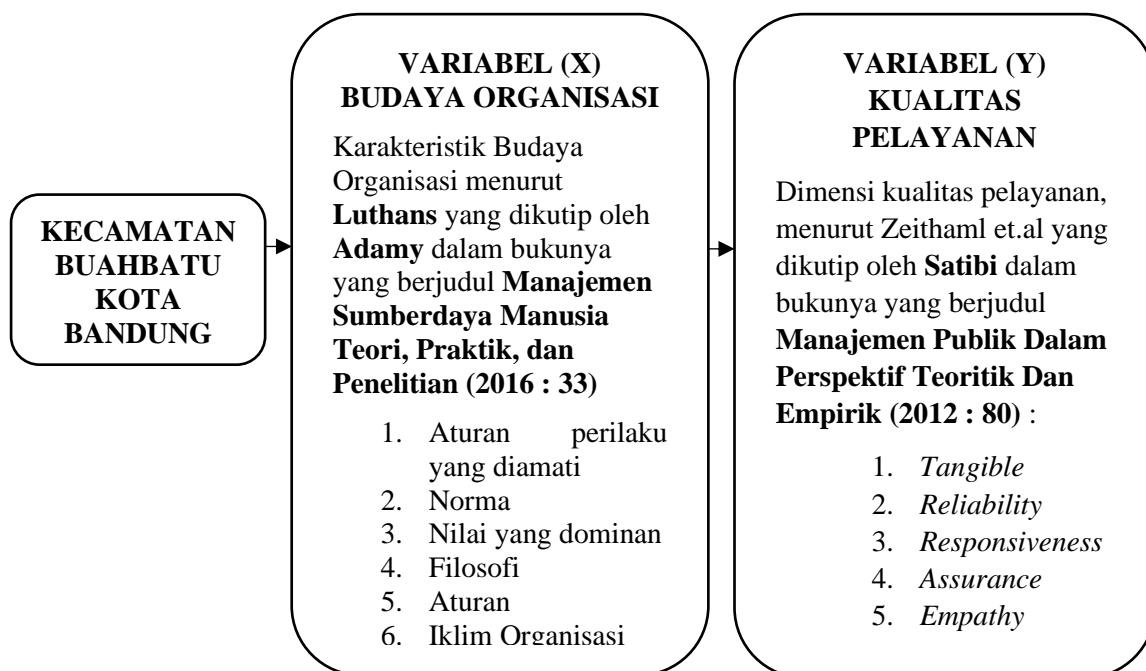 KECAMATAN
BUAHBATU
KOTA
BANDUNG
VARIABEL (X)
BUDAYA ORGANISASI
Karakteristik Budaya
Organisasi menurut
Luthans yang dikutip oleh
Adamy dalam bukunya
yang berjudul Manajemen
Sumberdaya Manusia
Teori, Praktik, dan
Penelitian (2016 : 33)
1. Aturan perilaku
yang diamati
2. Norma
3. Nilai yang dominan
4. Filosofi
5. Aturan
6. Iklim Organisasi
VARIABEL (Y)
KUALITAS
PELAYANAN
Dimensi kualitas pelayanan,
menurut Zeithaml et.al yang
dikutip oleh Satibi dalam
bukunya yang berjudul
Manajemen Publik Dalam
Perspektif Teoritik Dan
Empirik (2012 : 80) :
1. Tangible
2. Reliability
3. Responsiveness
4. Assurance
5. Empathy